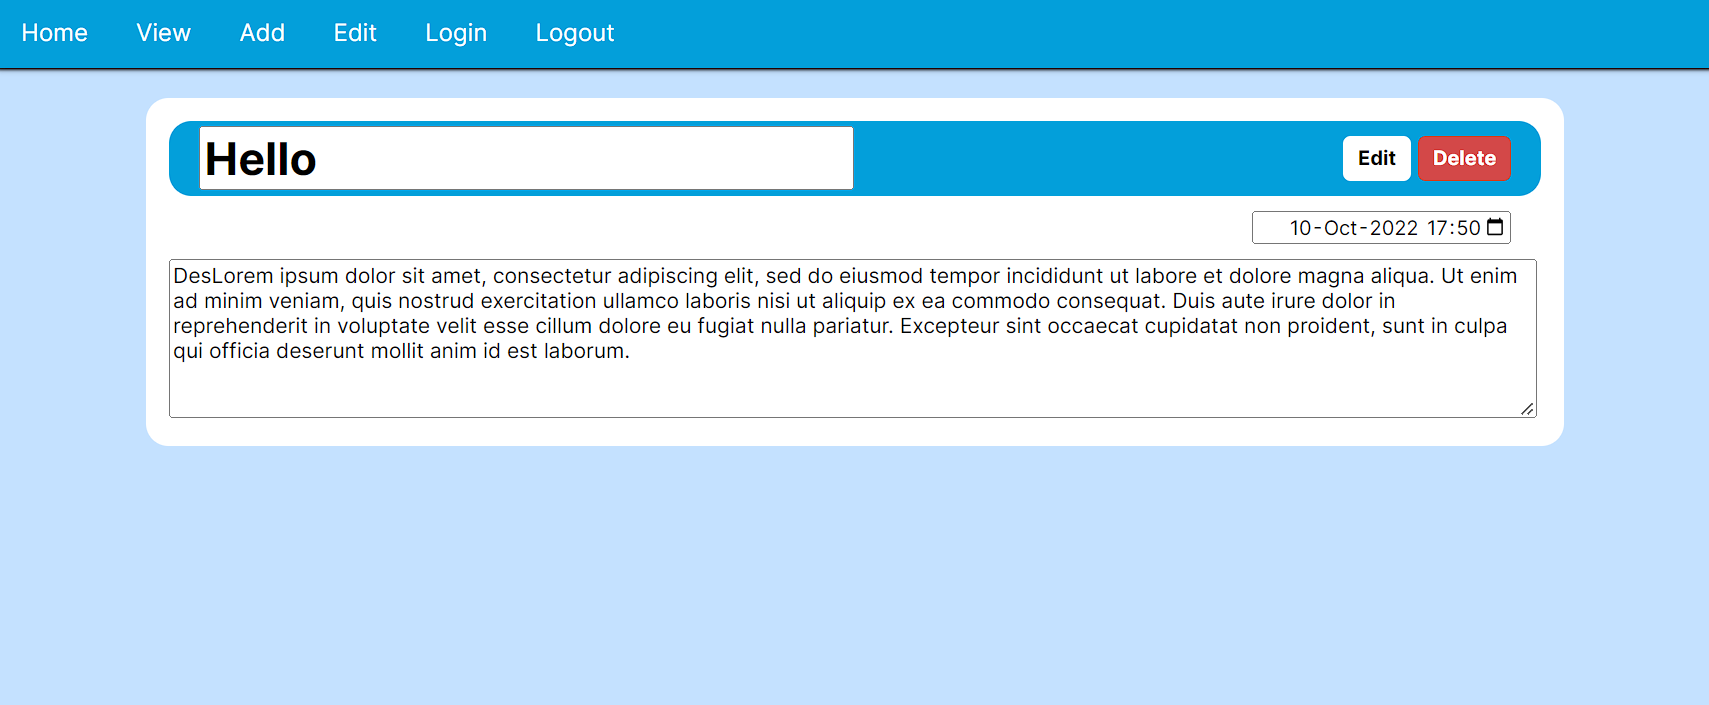 Home View Add Edit Login Logout
Hello
Edit Delete
10-Oct-2022 17:50
DesLorem ipsum dolor sit amet, consectetur adipiscing elit, sed do eiusmod tempor incididunt ut labore et dolore magna aliqua. Ut enim
ad minim veniam, quis nostrud exercitation ullamco laboris nisi ut aliquip ex ea commodo consequat. Duis aute irure dolor in
reprehenderit in voluptate velit esse cillum dolore eu fugiat nulla pariatur. Excepteur sint occaecat cupidatat non proident, sunt in culpa
qui officia deserunt mollit anim id est laborum.